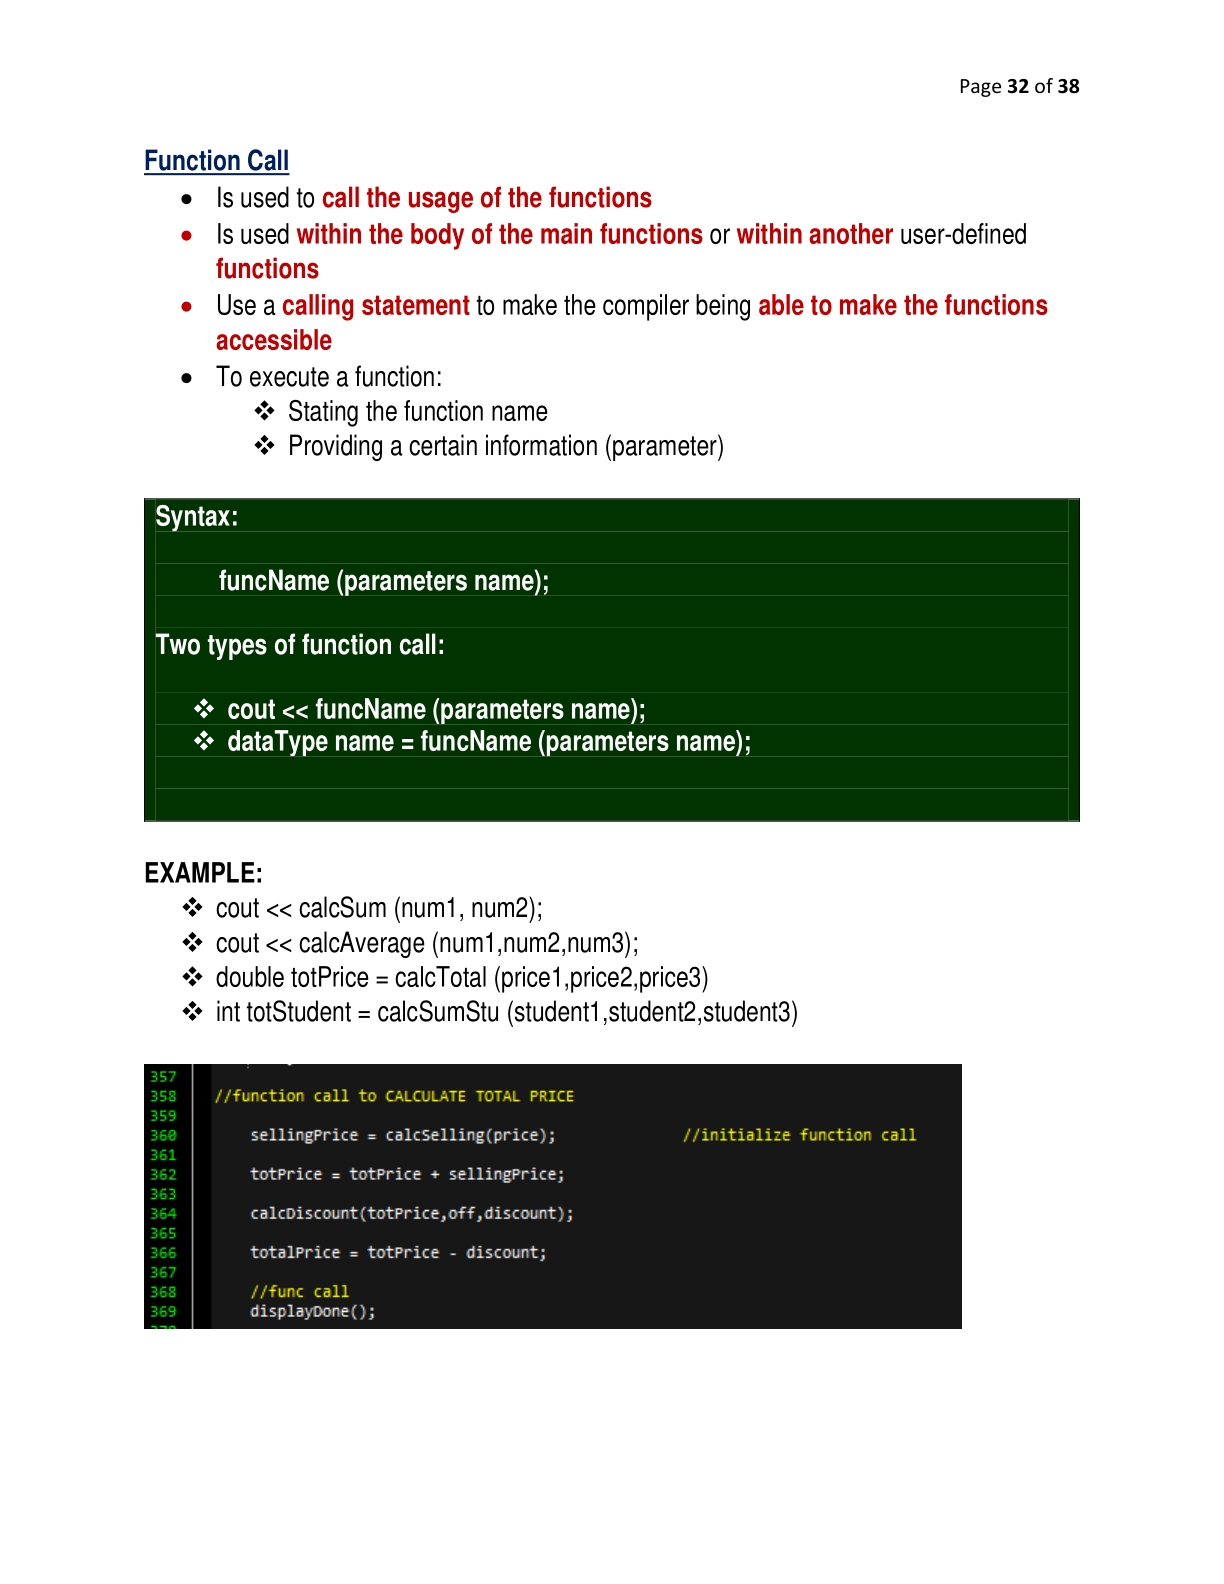 Page 32 of 38
Function Call
• Is used to call the usage of the functions
• Is used within the body of the main functions or within another user-defined
functions
• Use a calling statement to make the compiler being able to make the functions
accessible
• To execute a function:
❖ Stating the function name
❖ Providing a certain information (parameter)
Syntax:
funcName (parameters name);
Two types of function call:
❖ cout << funcName (parameters name);
❖ dataType name = funcName (parameters name);
EXAMPLE:
❖ cout << calcSum (num1, num2);
❖ cout << calcAverage (num1,num2,num3);
❖ double totPrice = calcTotal (price1,price2,price3)
❖ int totStudent = calcSumStu (student1,student2,student3)
357
358 //function call to CALCULATE TOTAL PRICE
359
360 sellingPrice = calcSelling(price); //initialize function call
361
362 totPrice = totPrice + sellingPrice;
363
364 calcDiscount(totPrice,off,discount);
365
366 totalPrice = totPrice - discount;
367
368 //func call
369 displayDone();